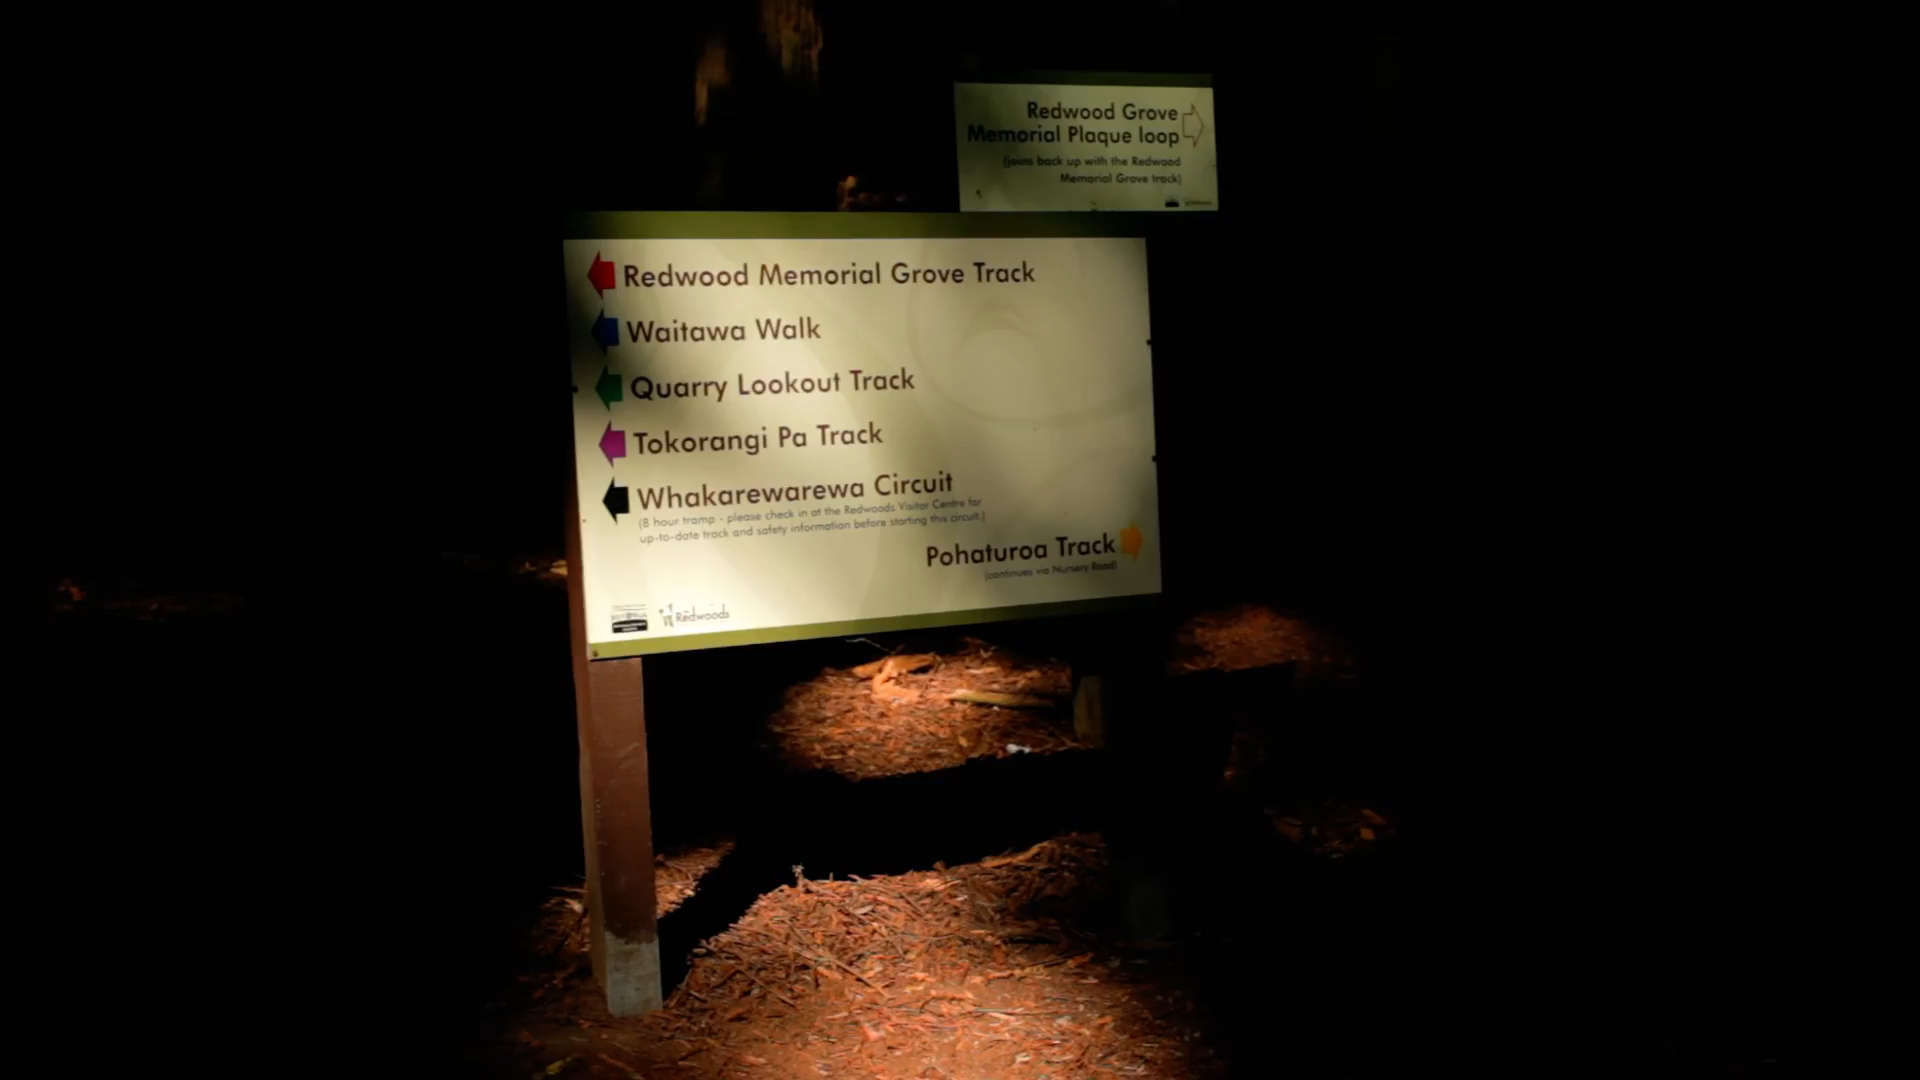 Redwood Grove
Memorial Plaque loop
(joins back up with the Redwood
Memorial Grove track)
Redwood Memorial Grove Track
Waitawa Walk
Quarry Lookout Track
Tokorangi Pa Track
Whakarewarewa Circuit
(8 hour tramp - please check in at the Redwoods Visitor Centre for
up-to-date track and safety information before starting this circuit)
Pohaturoa Track
(continues via Nursery Road)
Redwoods